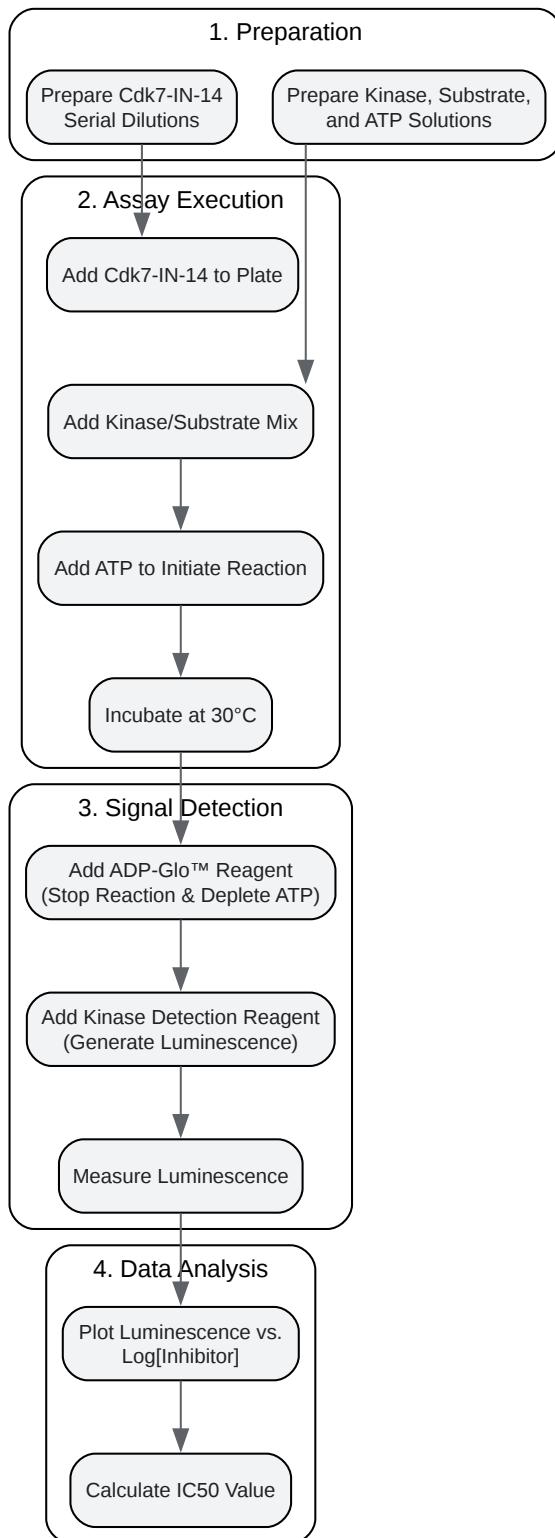 1. Preparation
Prepare Cdk7-IN-14
Serial Dilutions
Prepare Kinase, Substrate,
and ATP Solutions
2. Assay Execution
Add Cdk7-IN-14 to Plate
Add Kinase/Substrate Mix
Add ATP to Initiate Reaction
Incubate at 30°C
3. Signal Detection
Add ADP-Glo™ Reagent
(Stop Reaction & Deplete ATP)
Add Kinase Detection Reagent
(Generate Luminescence)
Measure Luminescence
4. Data Analysis
Plot Luminescence vs.
Log[Inhibitor]
Calculate IC50 Value